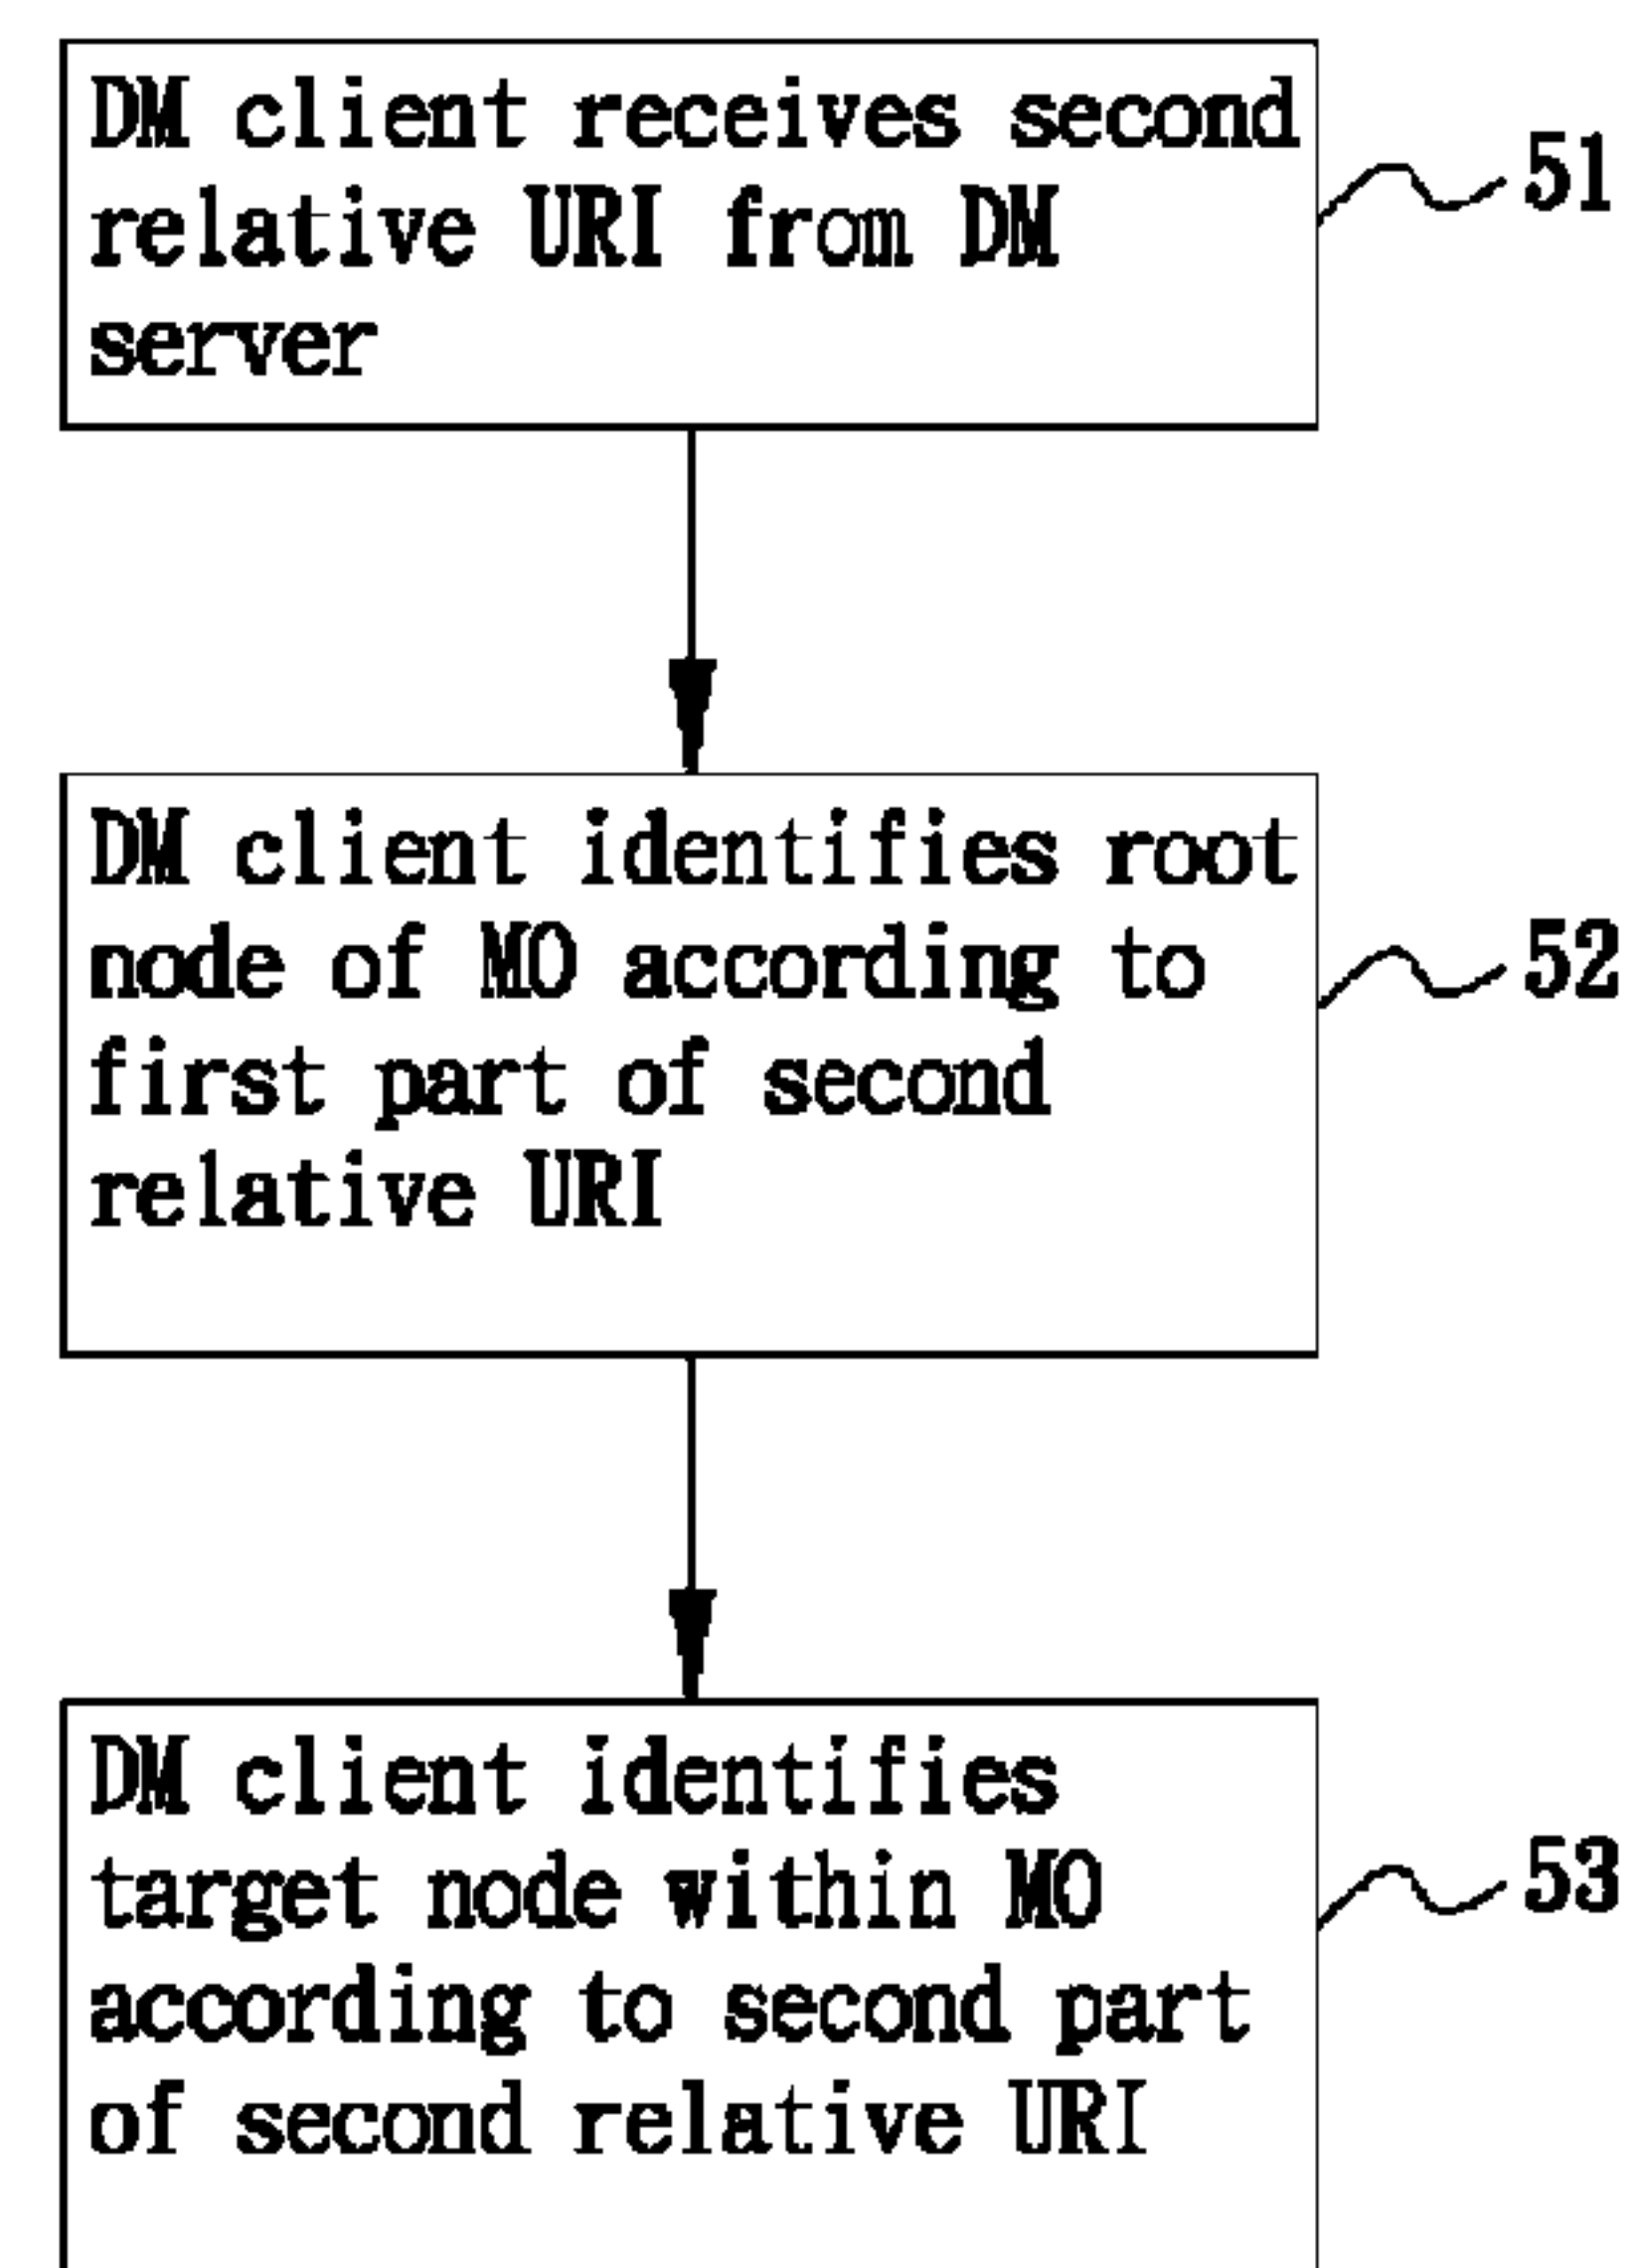 DM client receives second
relative URI from DM
server
51
DM client identifies root
node of MO according to
first part of second
relative URI
52
DM client identifies
target node within MO
according to second part
of second relative URI
53